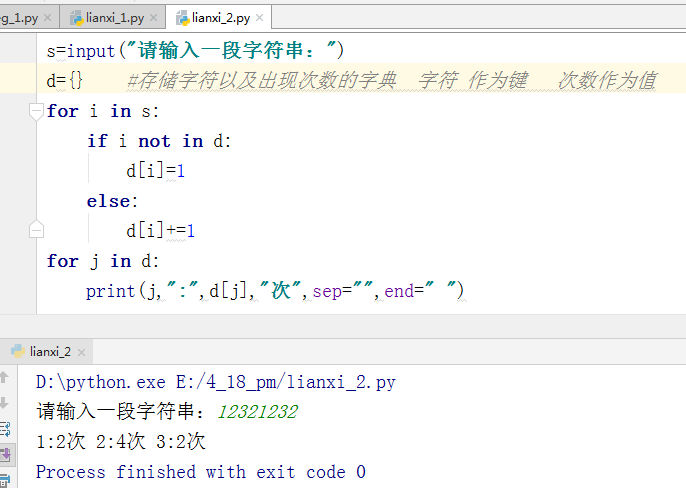 g_1.py × lianxi_1.py × lianxi_2.py ×
s=input("请输入一段字符串：")
d={} #存储字符以及出现次数的字典 字符 作为键 次数作为值
for i in s:
if i not in d:
d[i]=1
else:
d[i]+=1
for j in d:
print(j,":",d[j],"次",sep="",end=" ")
lianxi_2 ×
D:\python.exe E:/4_18_pm/lianxi_2.py
请输入一段字符串：12321232
1:2次 2:4次 3:2次
Process finished with exit code 0